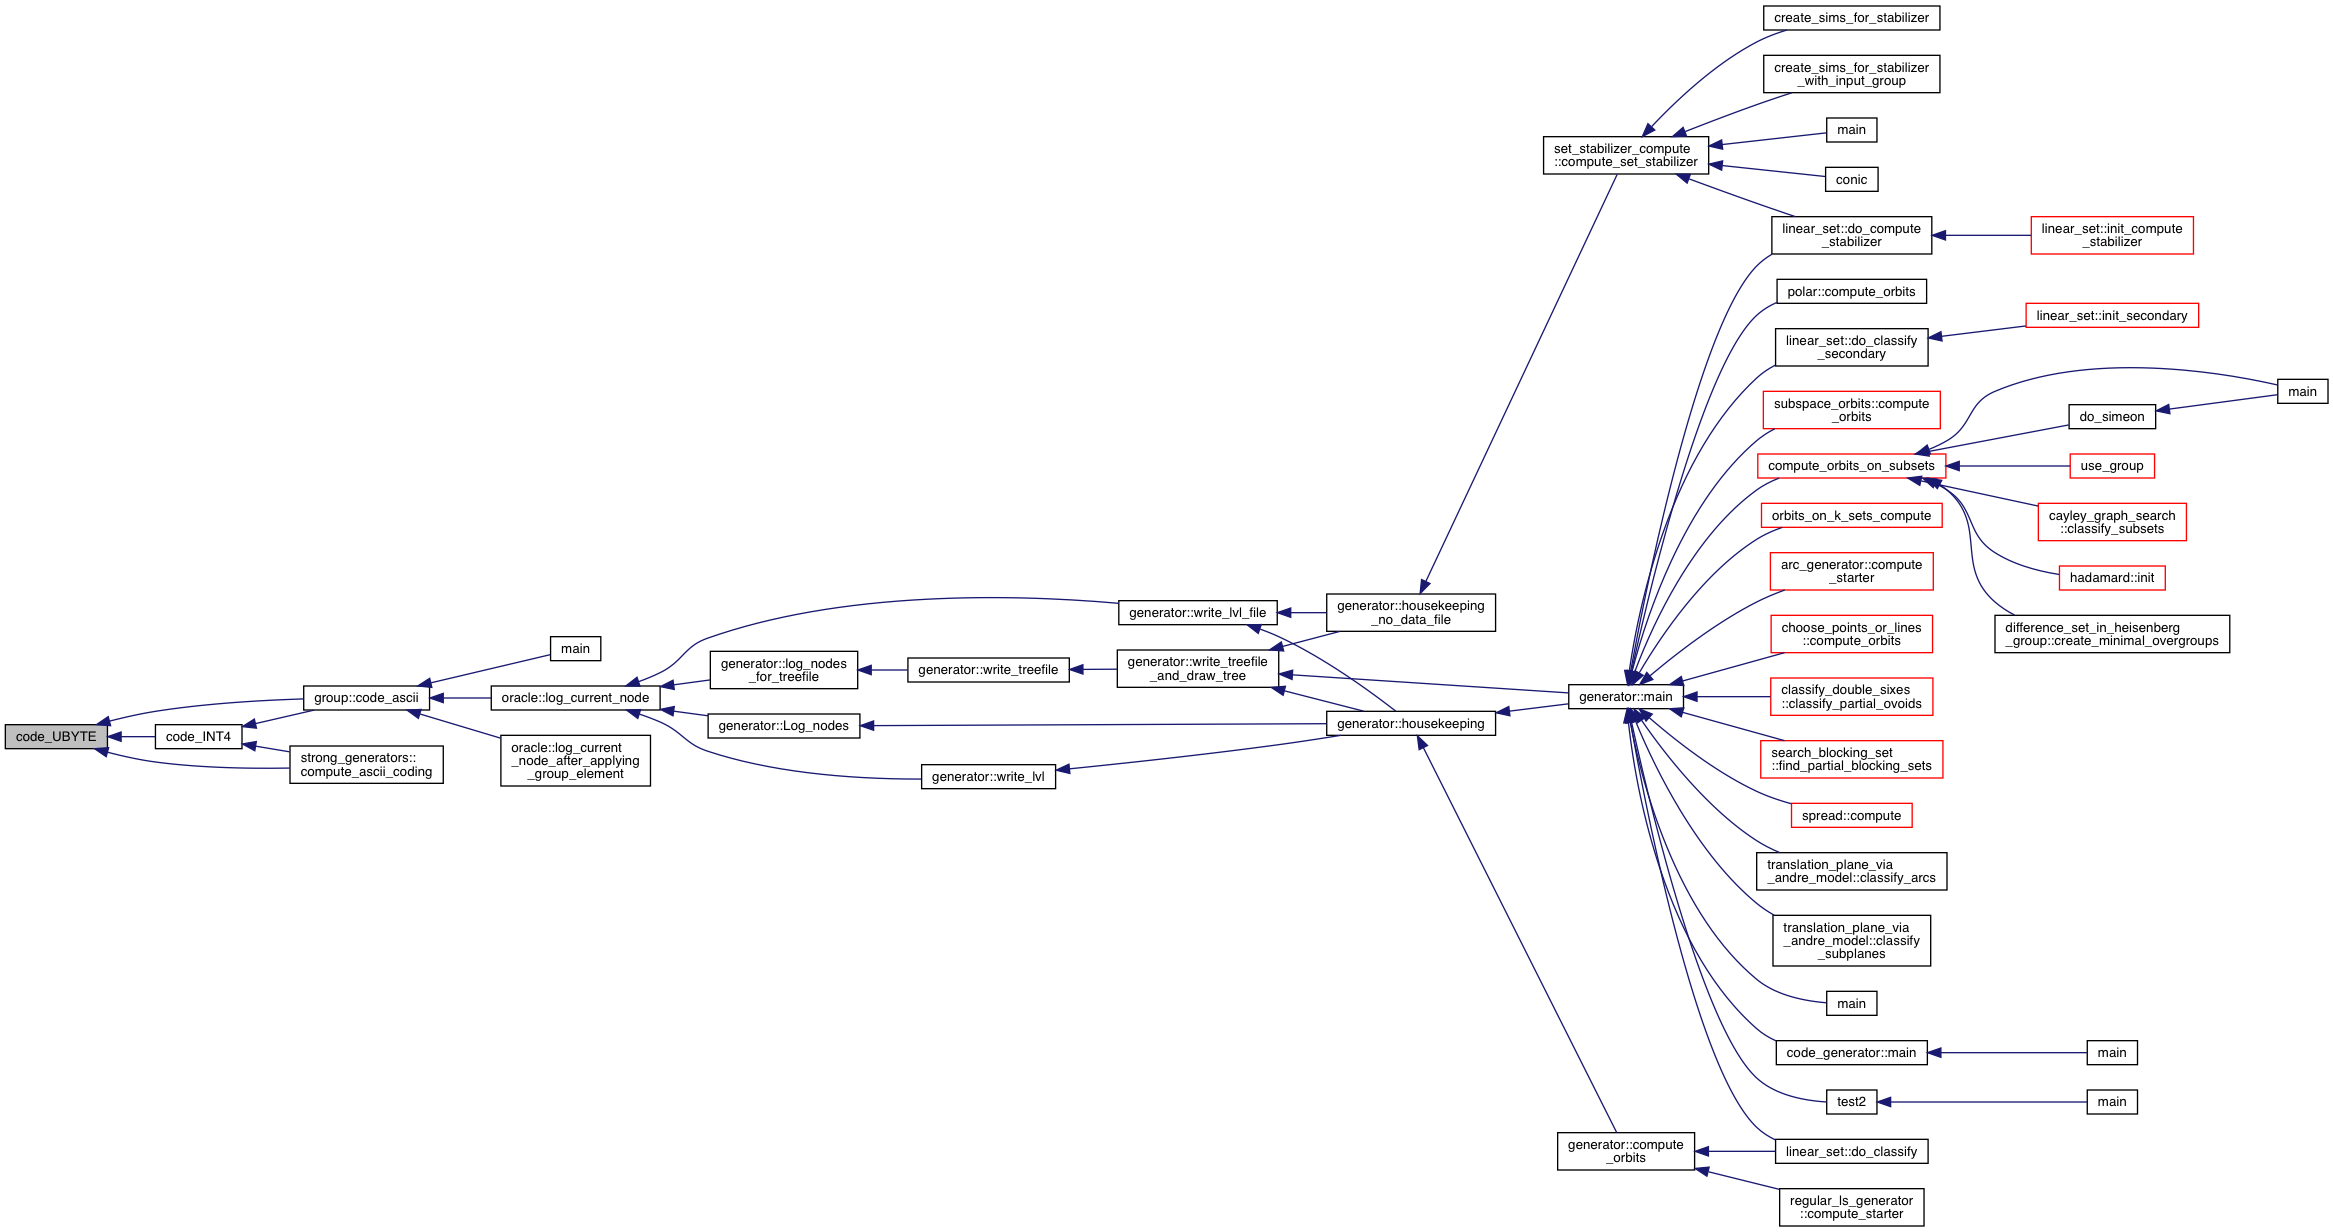 create_sims_for_stabilizer
create_sims_for_stabilizer
_with_input_group
main
set_stabilizer_compute
::compute_set_stabilizer
conic
linear_set::do_compute
_stabilizer
linear_set::init_compute
_stabilizer
polar::compute_orbits
linear_set::init_secondary
linear_set::do_classify
_secondary
main
subspace_orbits::compute
_orbits
do_simeon
compute_orbits_on_subsets
use_group
orbits_on_k_sets_compute
cayley_graph_search
::classify_subsets
arc_generator::compute
_starter
hadamard::init
generator::write_lvl_file
generator::housekeeping
_no_data_file
choose_points_or_lines
::compute_orbits
difference_set_in_heisenberg
_group::create_minimal_overgroups
main
generator::log_nodes
_for_treefile
generator::write_treefile
generator::write_treefile
_and_draw_tree
group::code_ascii
oracle::log_current_node
generator::main
classify_double_sixes
::classify_partial_ovoids
code_UBYTE
code_INT4
generator::Log_nodes
generator::housekeeping
strong_generators::
compute_ascii_coding
oracle::log_current
_node_after_applying
_group_element
generator::write_lvl
search_blocking_set
::find_partial_blocking_sets
spread::compute
translation_plane_via
_andre_model::classify_arcs
translation_plane_via
_andre_model::classify
_subplanes
main
code_generator::main
main
test2
main
generator::compute
_orbits
linear_set::do_classify
regular_ls_generator
::compute_starter